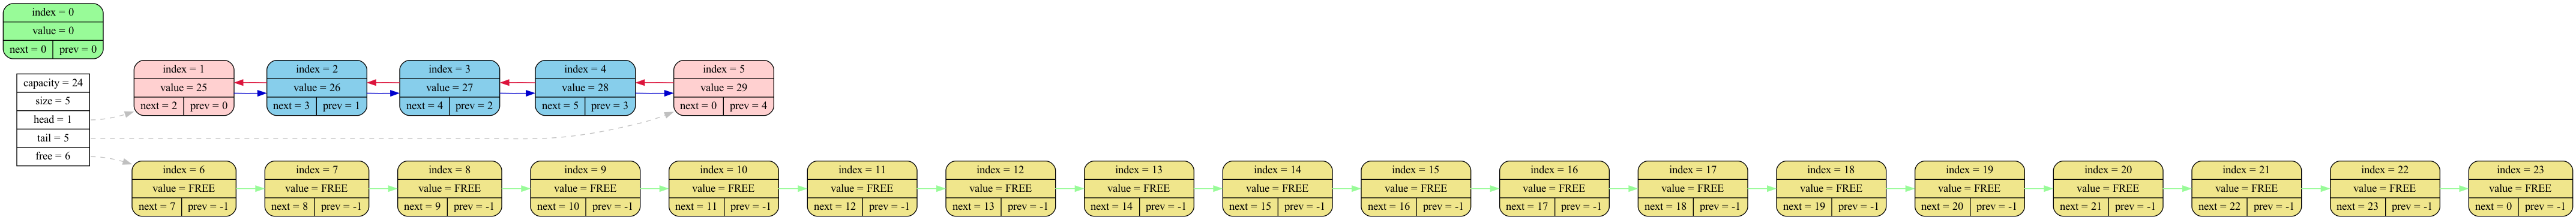 index = 0
value = 0
next = 0 prev = 0
capacity = 24
size = 5
head = 1
tail = 5
free = 6
index = 1
value = 25
next = 2 prev = 0
index = 2
value = 26
next = 3 prev = 1
index = 3
value = 27
next = 4 prev = 2
index = 4
value = 28
next = 5 prev = 3
index = 5
value = 29
next = 0 prev = 4
index = 6
value = FREE
next = 7 prev = -1
index = 7
value = FREE
next = 8 prev = -1
index = 8
value = FREE
next = 9 prev = -1
index = 9
value = FREE
next = 10 prev = -1
index = 10
value = FREE
next = 11 prev = -1
index = 11
value = FREE
next = 12 prev = -1
index = 12
value = FREE
next = 13 prev = -1
index = 13
value = FREE
next = 14 prev = -1
index = 14
value = FREE
next = 15 prev = -1
index = 15
value = FREE
next = 16 prev = -1
index = 16
value = FREE
next = 17 prev = -1
index = 17
value = FREE
next = 18 prev = -1
index = 18
value = FREE
next = 19 prev = -1
index = 19
value = FREE
next = 20 prev = -1
index = 20
value = FREE
next = 21 prev = -1
index = 21
value = FREE
next = 22 prev = -1
index = 22
value = FREE
next = 23 prev = -1
index = 23
value = FREE
next = 0 prev = -1